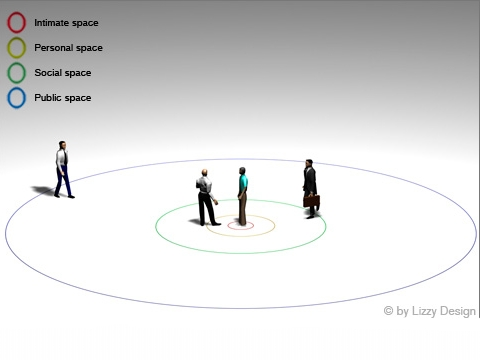 Intimate space
Personal space
Social space
Public space
© by Lizzy Design